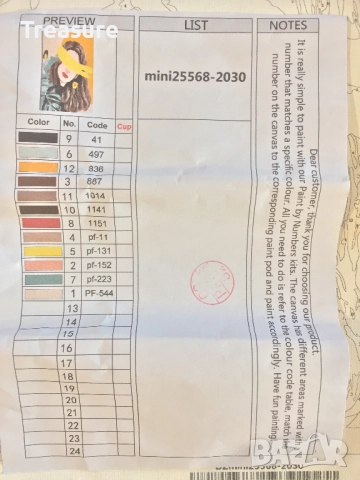 Treasure
PREVIEW
LIST
NOTES
mini25568-2030
Color No. Code Cup
9 41
6 497
12 836
3 887
11 1014
10 1141
8 1151
4 pf-11
5 pf-131
2 pf-152
7 pf-223
1 PF-544
13
14
15
16
17
18
19
20
21
22
23
24
Dear customer, thank you for choosing our product.
It is really simple to paint with our Paint by Numbers kits. The canvas has different areas marked with
number that matches a specific colour. All you need to do is refer to the colour code table, match
number on the canvas to the corresponding paint pod and paint accordingly. Have fun painting.
BZmini25568-2030
BAZAR